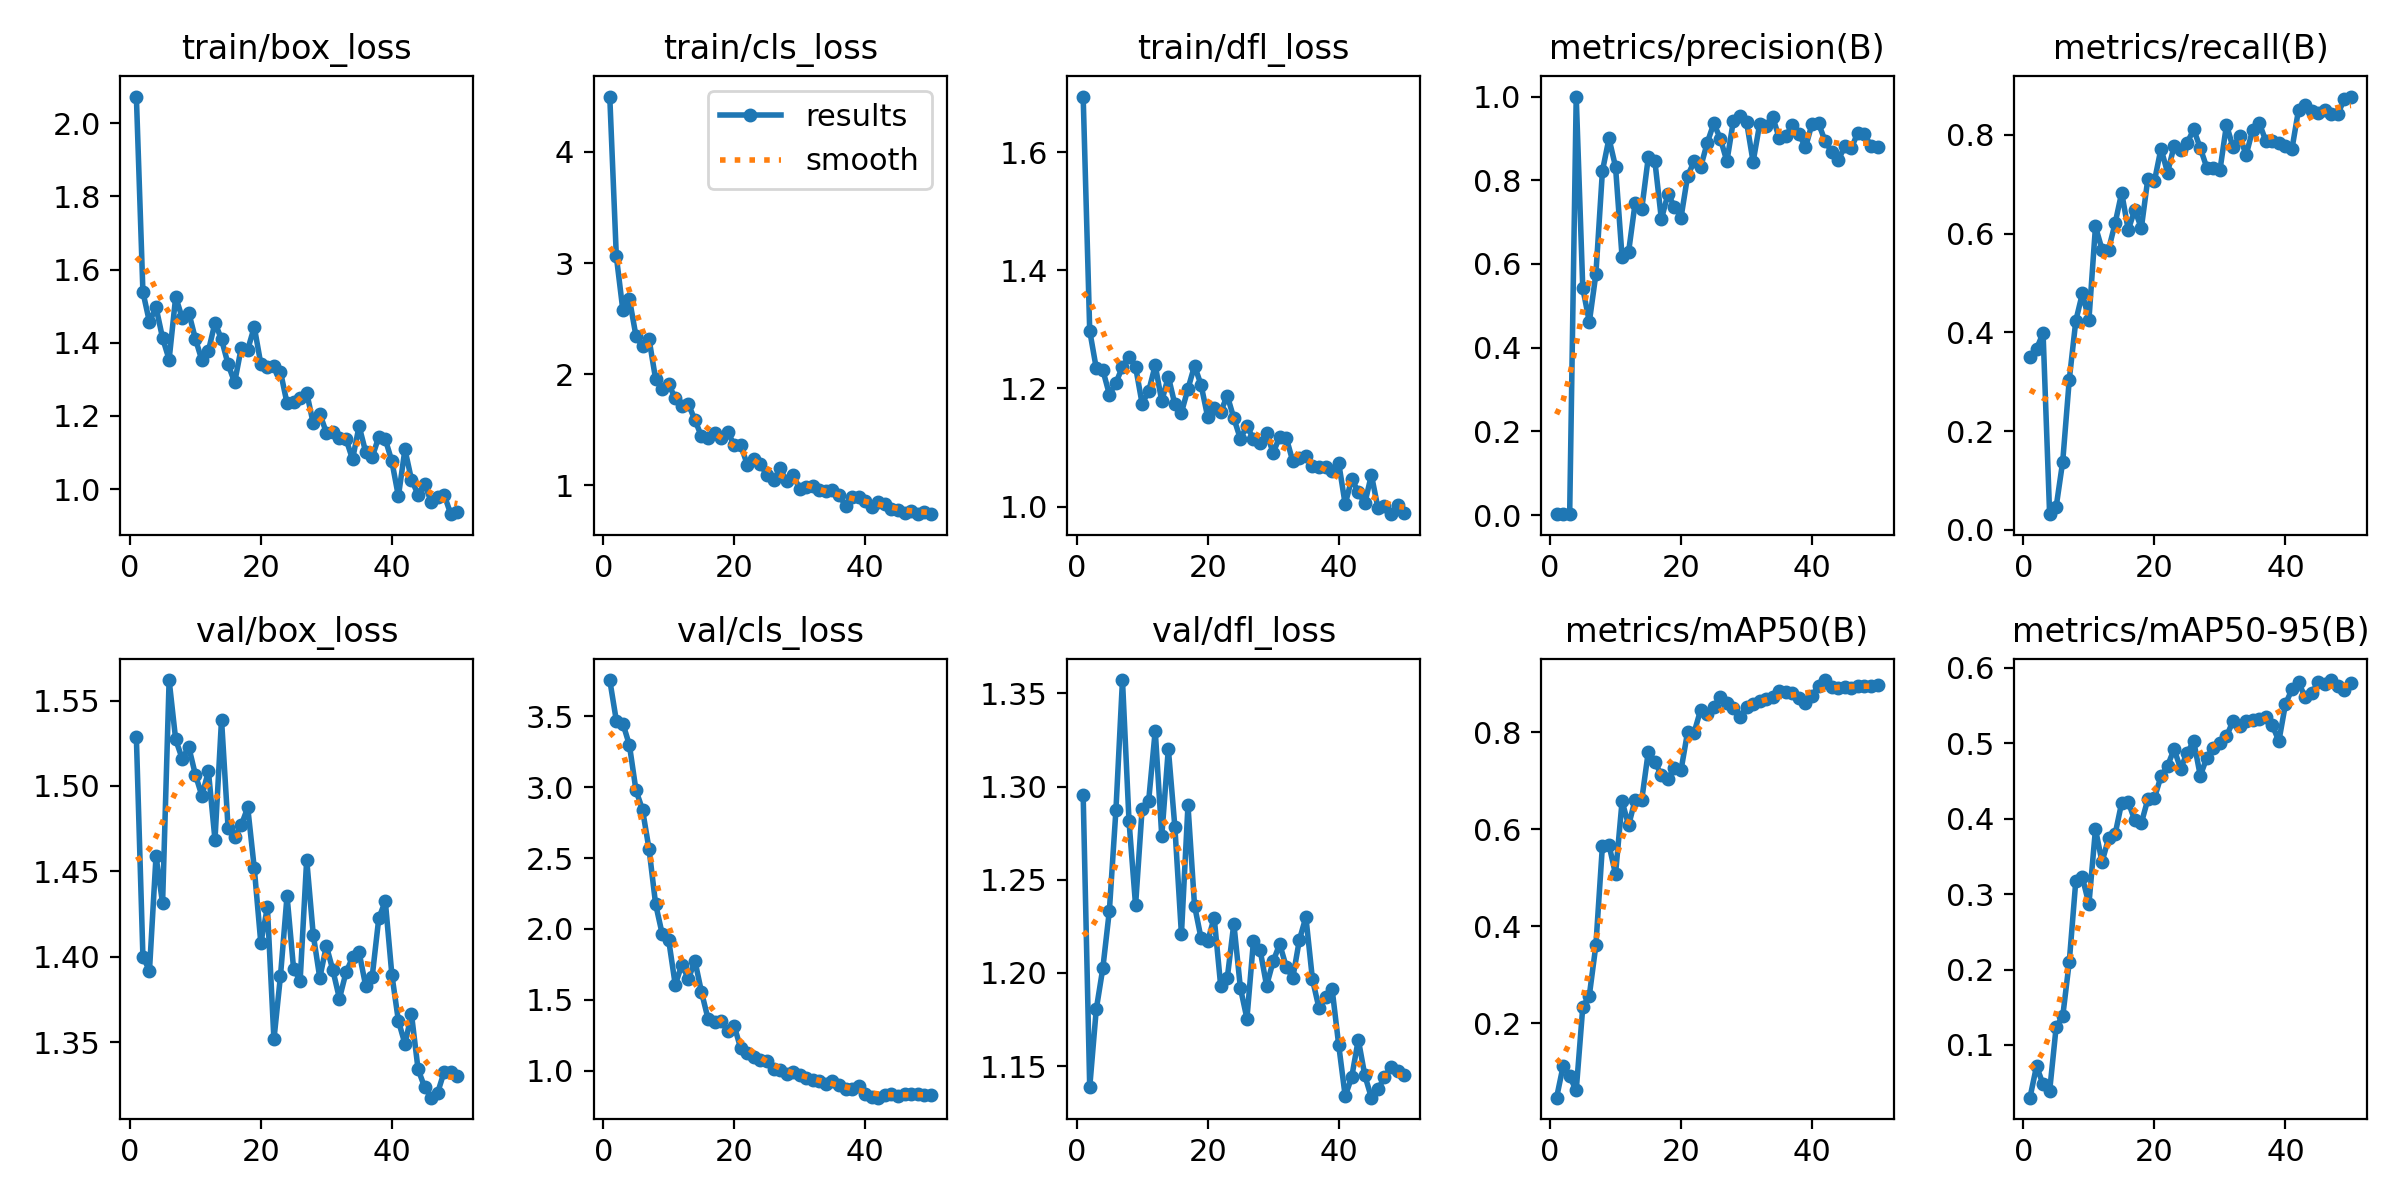 train/box_loss
2.0
1.8
1.6
1.4
1.2
1.0
0 20 40
train/cls_loss
results
smooth
4
3
2
1
0 20 40
train/dfl_loss
1.6
1.4
1.2
1.0
0 20 40
metrics/precision(B)
1.0
0.8
0.6
0.4
0.2
0.0
0 20 40
metrics/recall(B)
0.8
0.6
0.4
0.2
0.0
0 20 40
val/box_loss
1.55
1.50
1.45
1.40
1.35
0 20 40
val/cls_loss
3.5
3.0
2.5
2.0
1.5
1.0
0 20 40
val/dfl_loss
1.35
1.30
1.25
1.20
1.15
0 20 40
metrics/mAP50(B)
0.8
0.6
0.4
0.2
0 20 40
metrics/mAP50-95(B)
0.6
0.5
0.4
0.3
0.2
0.1
0 20 40